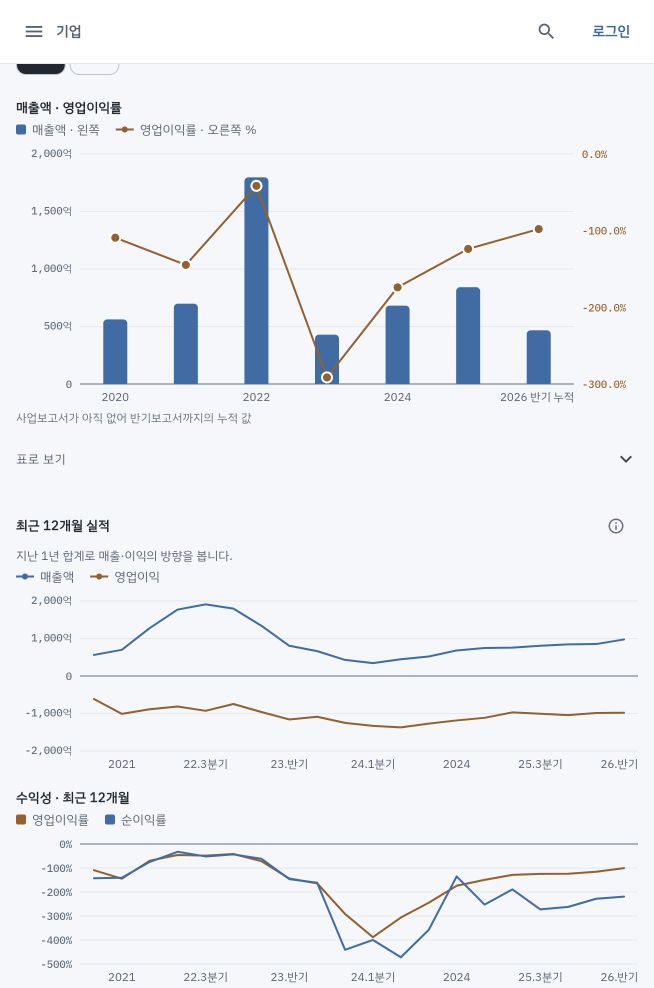 기업
로그인
매출액 · 영업이익률
매출액 · 왼쪽 영업이익률 · 오른쪽 %
2,000억 0.0%
1,500억 -100.0%
1,000억 -200.0%
500억
0 -300.0%
2020 2022 2024 2026 반기 누적
사업보고서가 아직 없어 반기보고서까지의 누적 값
표로 보기
최근 12개월 실적
지난 1년 합계로 매출·이익의 방향을 봅니다.
매출액 영업이익
2,000억
1,000억
0
-1,000억
-2,000억
2021 22.3분기 23.반기 24.1분기 2024 25.3분기 26.반기
수익성 · 최근 12개월
영업이익률 순이익률
0%
-100%
-200%
-300%
-400%
-500%
2021 22.3분기 23.반기 24.1분기 2024 25.3분기 26.반기